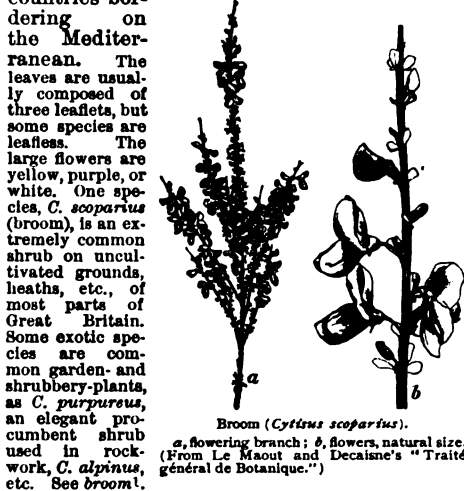 countries bor-
dering on
the Mediter-
ranean. The
leaves are usual-
ly composed of
three leaflets, but
some species are
leafless. The
large flowers are
yellow, purple, or
white. One spe-
cies, C. scoparius
(broom), is an ex-
tremely common
shrub on uncul-
tivated grounds,
heaths, etc., of
most parts of
Great Britain.
Some exotic spe-
cies are com-
mon garden- and
shrubbery-plants,
as C. purpureus,
an elegant pro-
cumbent shrub
used in rock-
work, C. alpinus,
etc. See broom¹.
a
b
Broom (Cytisus scoparius).
a, flowering branch; b, flowers, natural size.
(From Le Maout and Decaisne's "Traité
général de Botanique.")